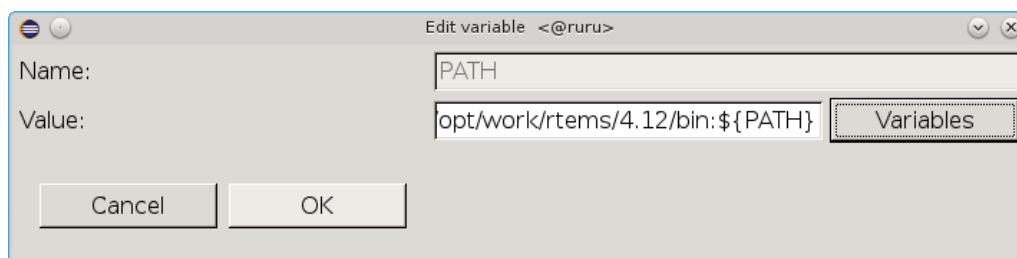 Edit variable <@ruru>
Name:
PATH
Value:
/opt/work/rtems/4.12/bin:${PATH}
Variables
Cancel
OK